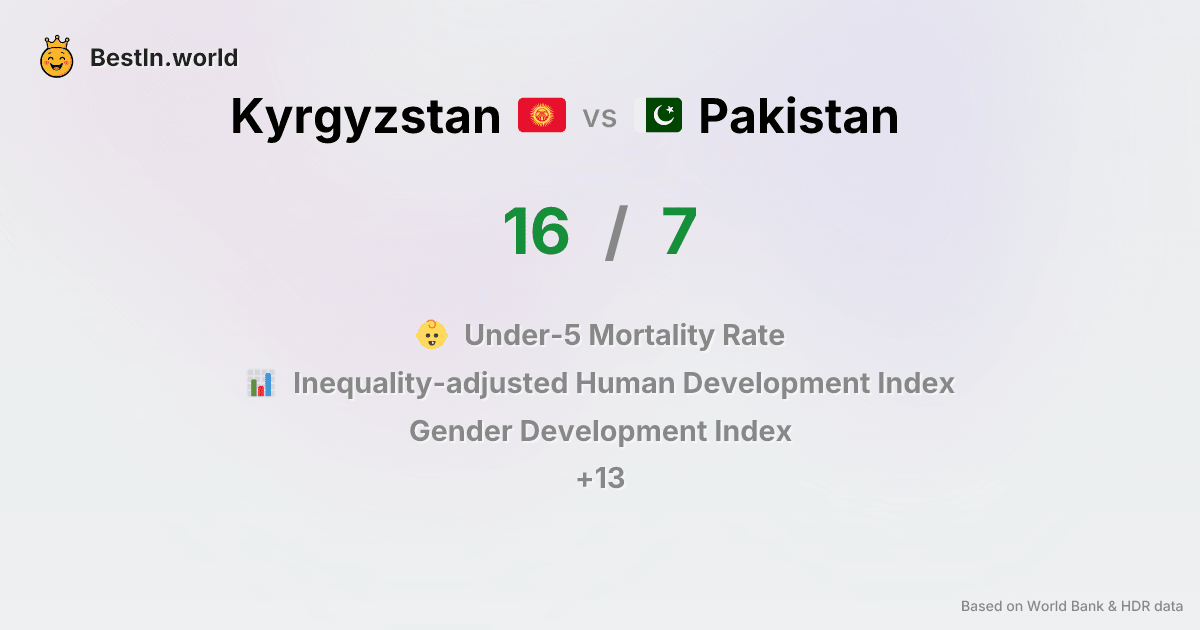 BestIn.world
Kyrgyzstan vs Pakistan
16 / 7
Under-5 Mortality Rate
Inequality-adjusted Human Development Index
Gender Development Index
+13
Based on World Bank & HDR data